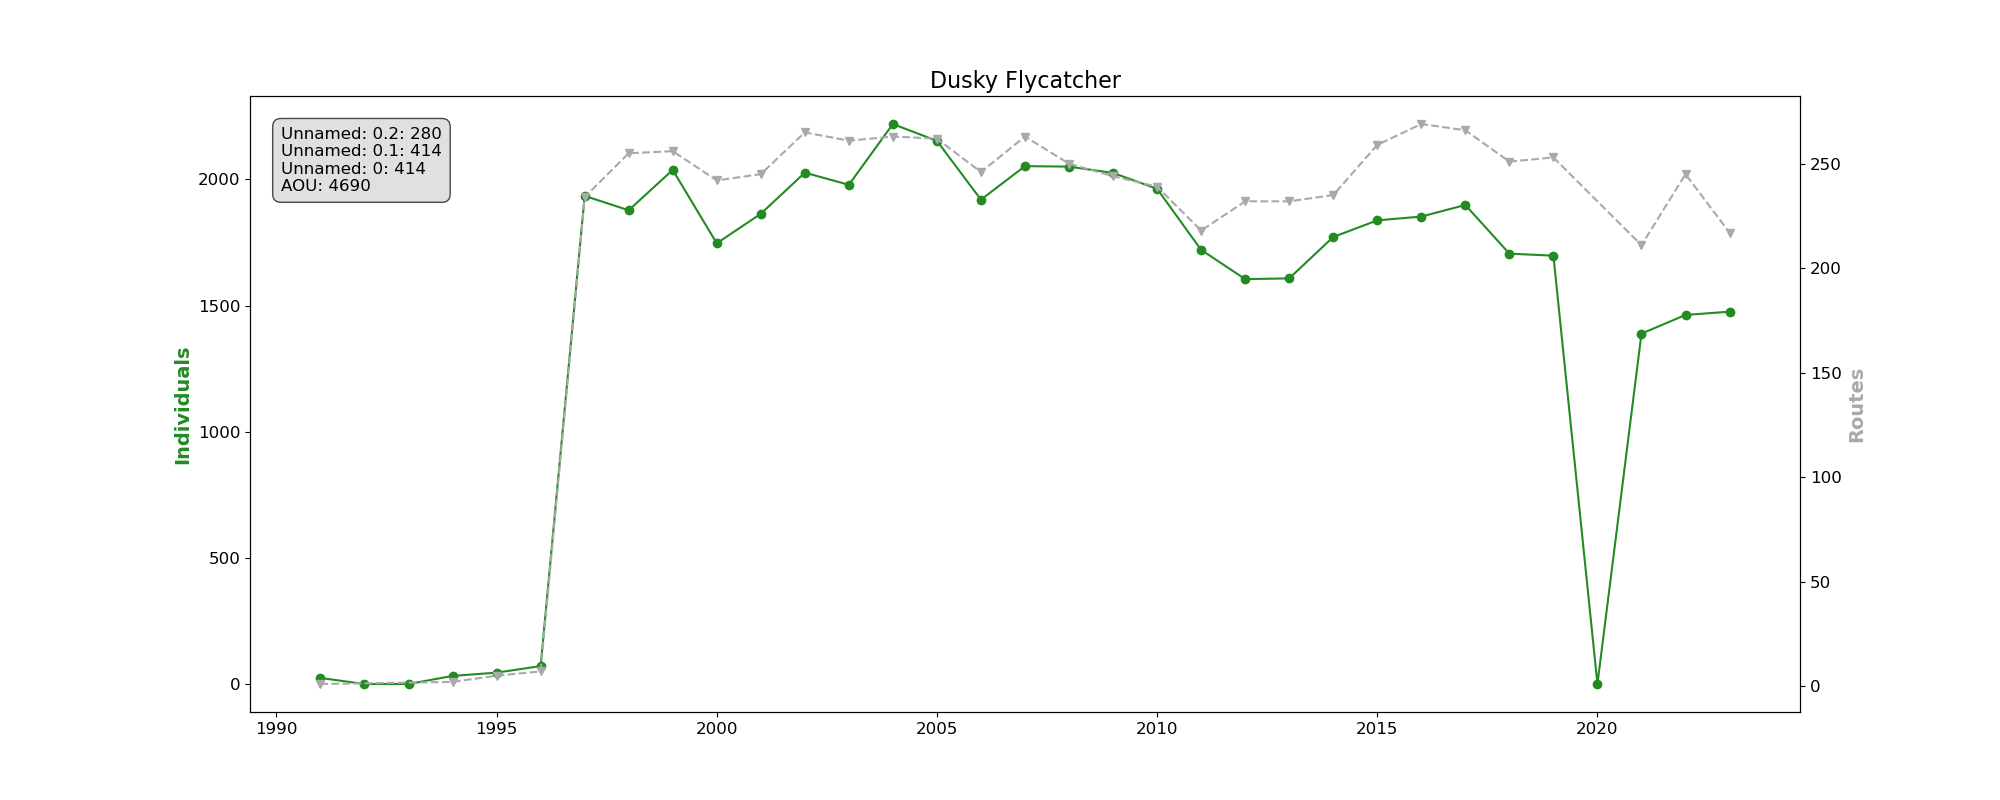 Dusky Flycatcher
Unnamed: 0.2: 280
Unnamed: 0.1: 414
Unnamed: 0: 414
AOU: 4690
2000
1500
1000
500
0
Individuals
250
200
150
100
50
0
Routes
1990 1995 2000 2005 2010 2015 2020